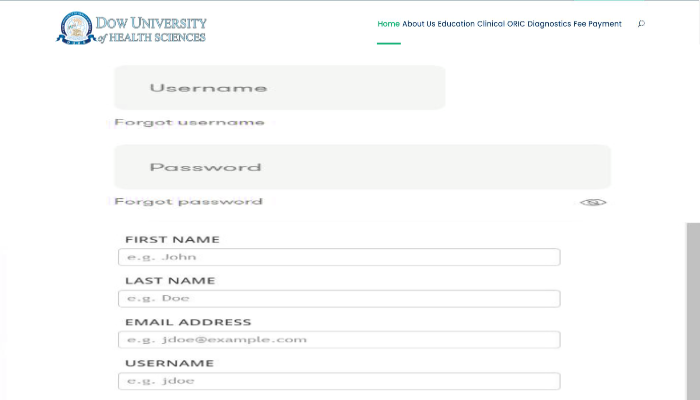 DOW UNIVERSITY
of HEALTH SCIENCES
Home About Us Education Clinical ORIC Diagnostics Fee Payment
Username
Forgot username
Password
Forgot password
FIRST NAME
e.g. John
LAST NAME
e.g. Doe
EMAIL ADDRESS
e.g. jdoe@example.com
USERNAME
e.g. jdoe